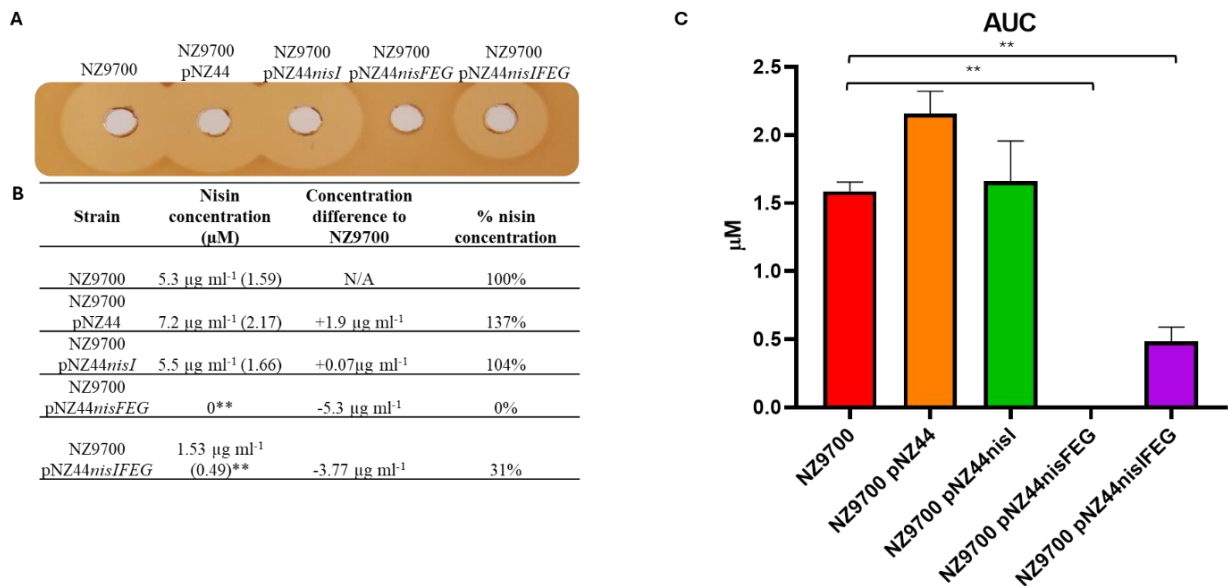 A
NZ9700
NZ9700
pNZ44
NZ9700
pNZ44nisI
NZ9700
pNZ44nisFEG
NZ9700
pNZ44nisIFEG
B
Strain
Nisin
concentration
(μM)
Concentration
difference to
NZ9700
% nisin
concentration
NZ9700 5.3 μg ml-1 (1.59) N/A 100%
NZ9700
pNZ44 7.2 μg ml-1 (2.17) +1.9 μg ml-1 137%
NZ9700
pNZ44nisI 5.5 μg ml-1 (1.66) +0.07μg ml-1 104%
NZ9700
pNZ44nisFEG 0** -5.3 μg ml-1 0%
NZ9700
pNZ44nisIFEG
1.53 μg ml-1
(0.49)** -3.77 μg ml-1 31%
C
AUC
**
**
μM
2.5
2.0
1.5
1.0
0.5
0.0
NZ9700
NZ9700 pNZ44
NZ9700 pNZ44nisI
NZ9700 pNZ44nisFEG
NZ9700 pNZ44nisIFEG